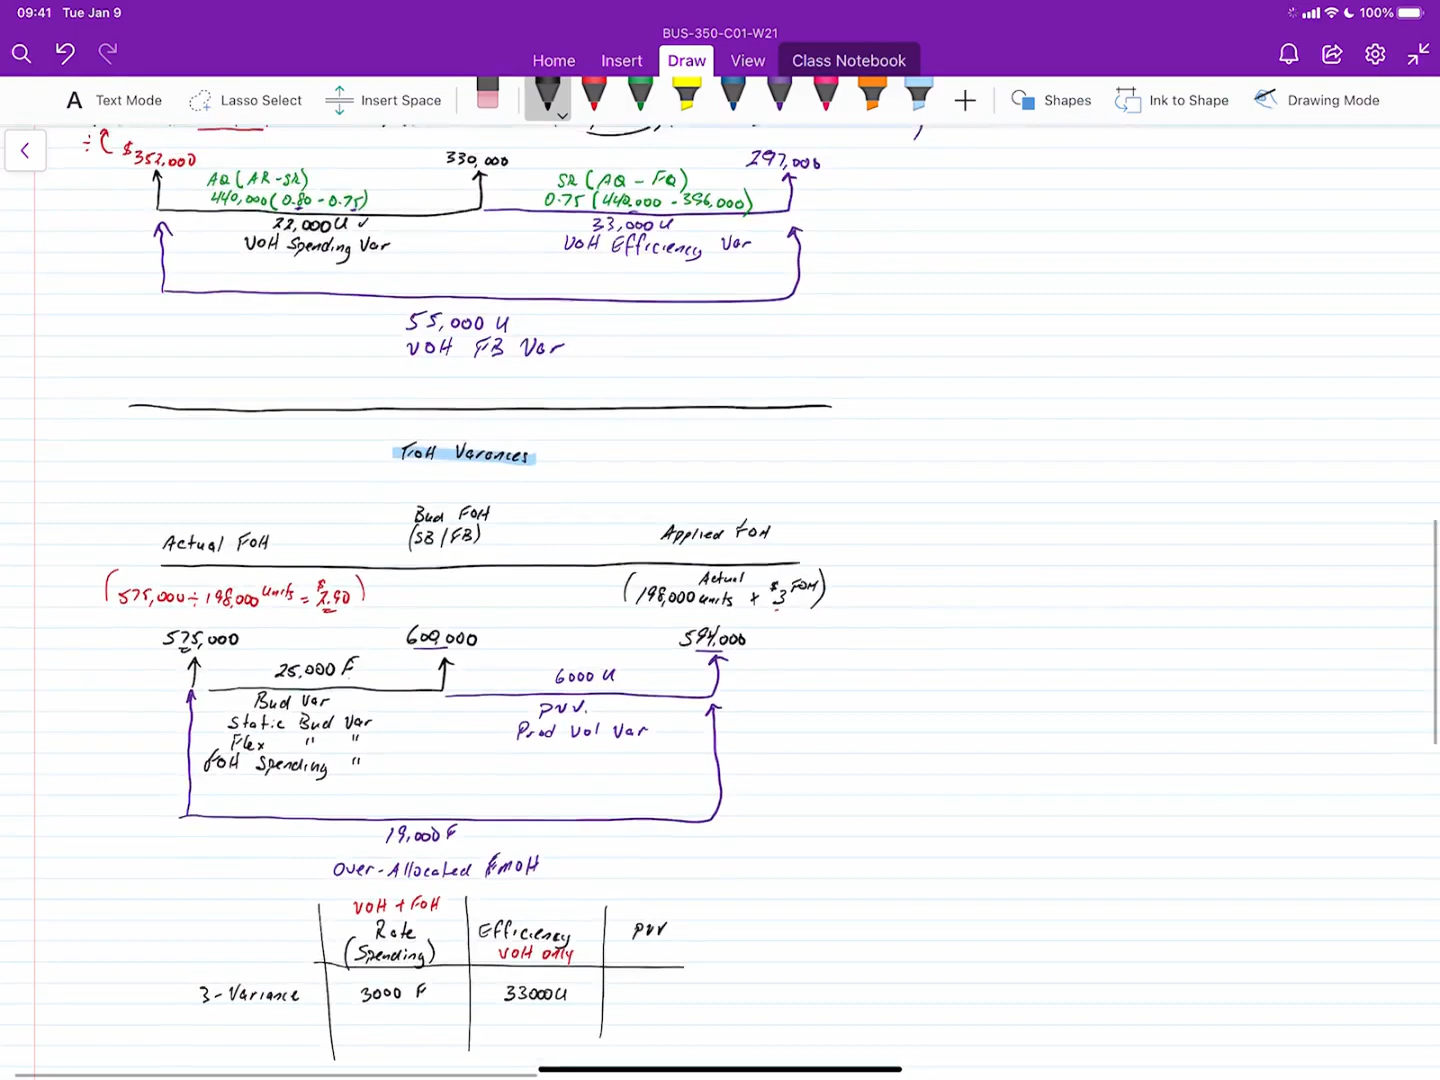 09:41 Tue Jan 9
100%
BUS-350-C01-W21
Home Insert Draw View Class Notebook
A Text Mode Lasso Select Insert Space Shapes Ink to Shape Drawing Mode
÷ $352,000 330,000 297,000
AQ (AR - SR) SR (AQ - FQ)
440,000 (0.80 - 0.75) 0.75 (440,000 - 396,000)
22,000 U ✓ 33,000 U
VOH Spending Var VOH Efficiency Var
55,000 U
VOH FB Var
FOH Variances
Actual FOH Bud FOH Applied FOH
(SB / FB)
(575,000 ÷ 198,000 units = $2.90) (198,000 Actual units × $3 FOH)
575,000 600,000 594,000
25,000 F 6000 U
Bud Var PVV.
Static Bud Var Prod Vol Var
Flex " "
FOH Spending "
19,000 F
Over-Allocated FMOH
VOH + FOH
Rate Efficiency PVV
(Spending) VOH only
3-Variance 3000 F 33000 U